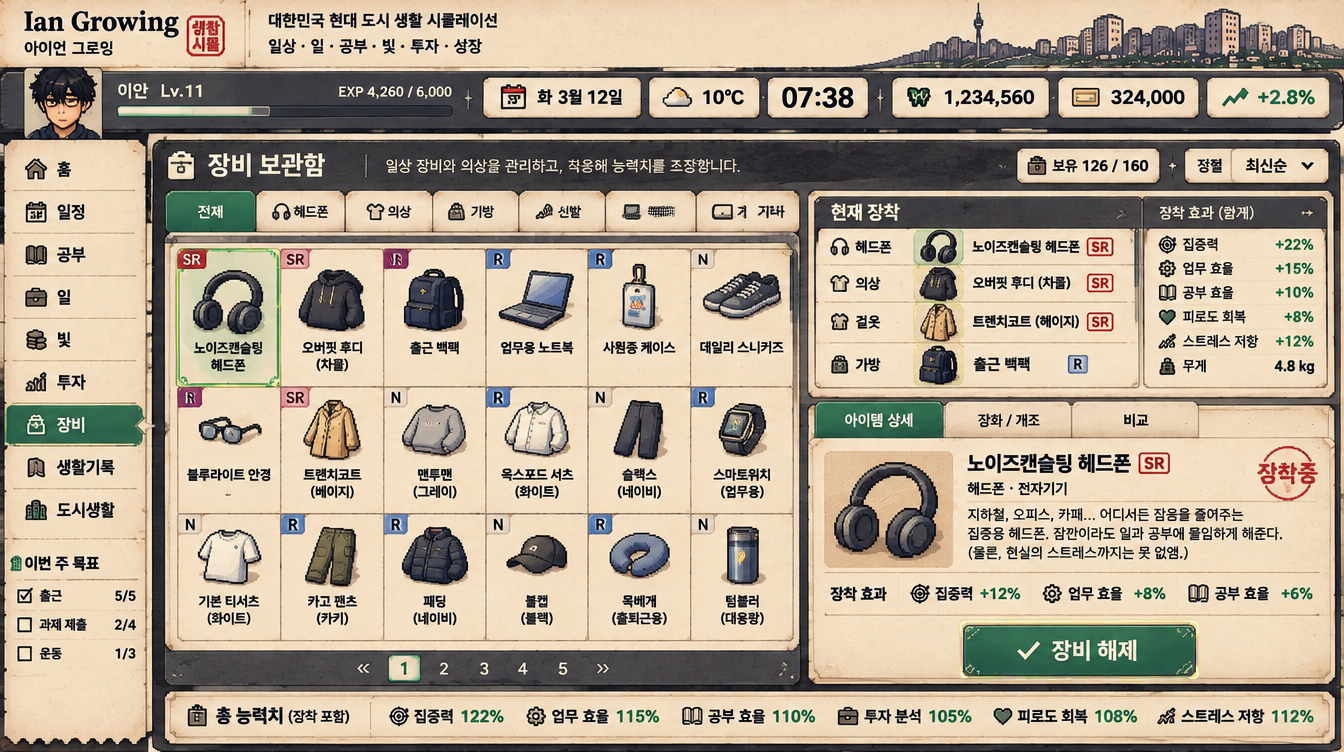 Ian Growing
아이언 그로잉
대한민국 현대 도시 생활 시쿨레이션
일상 · 일 · 공부 · 빚 · 투자 · 성장
이안 Lv.11
EXP 4,260 / 6,000
화 3월 12일
10°C
07:38
1,234,560
324,000
+2.8%
홈
일정
공부
일
빚
투자
장비
생활기록
도시생활
이번 주 목표
출근 5/5
과제 제출 2/4
운동 1/3
장비 보관함
일상 장비와 의상을 관리하고, 착용해 능력치를 조장합니다.
보유 126 / 160
정혈
최신순
전체
헤드폰
의상
기방
신발
SR
노이즈캔슬팅
헤드폰
SR
오버핏 후디
(차콜)
출근 백팩
R
업무용 노트북
R
사원증 케이스
N
데일리 스니커즈
R
블루라이트 안경
SR
트렌치코트
(베이지)
N
맨투맨
(그레이)
R
옥스포드 셔츠
(화이트)
N
슬랙스
(네이비)
R
스마트워치
(업무용)
N
기본 티셔츠
(화이트)
R
카고 팬츠
(카키)
R
패딩
(네이비)
N
볼캡
(블랙)
R
목베개
(출퇴근용)
N
텀블러
(대용량)
« 1 2 3 4 5 »
현재 장착
헤드폰 노이즈캔슬팅 헤드폰 SR
의상 오버핏 후디 (차콜) SR
걸옷 트렌치코트 (헤이지) SR
가방 출근 백팩 R
장착 효과
집중력 +22%
업무 효율 +15%
공부 효율 +10%
피로도 회복 +8%
스트레스 저항 +12%
무게 4.8 kg
아이템 상세
장화 / 개조
비교
노이즈캔슬팅 헤드폰 SR
장착중
헤드폰 · 전자기기
지하철, 오피스, 카페... 어디서든 잡음을 줄여주는
집중용 헤드폰. 잠깐이라도 일과 공부에 몰입하게 해준다.
(물론, 현실의 스트레스까지는 못 없앰.)
장착 효과 집중력 +12% 업무 효율 +8% 공부 효율 +6%
장비 해제
총 능력치 (장착 포함) 집중력 122% 업무 효율 115% 공부 효율 110% 투자 분석 105% 피로도 회복 108% 스트레스 저항 112%